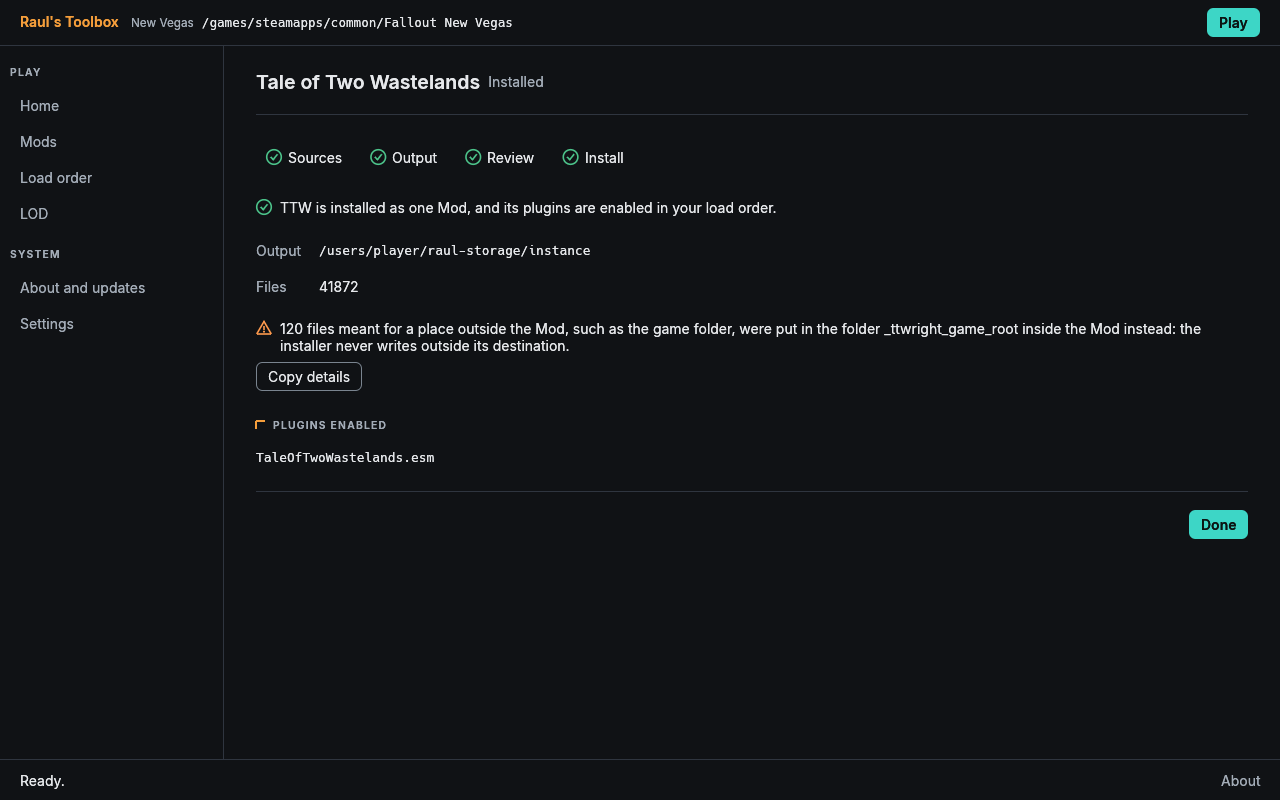 Raul's Toolbox New Vegas /games/steamapps/common/Fallout New Vegas Play
PLAY
Home
Mods
Load order
LOD
SYSTEM
About and updates
Settings
Tale of Two Wastelands Installed
Sources Output Review Install
TTW is installed as one Mod, and its plugins are enabled in your load order.
Output /users/player/raul-storage/instance
Files 41872
120 files meant for a place outside the Mod, such as the game folder, were put in the folder _ttwright_game_root inside the Mod instead: the
installer never writes outside its destination.
Copy details
PLUGINS ENABLED
TaleOfTwoWastelands.esm
Done
Ready. About